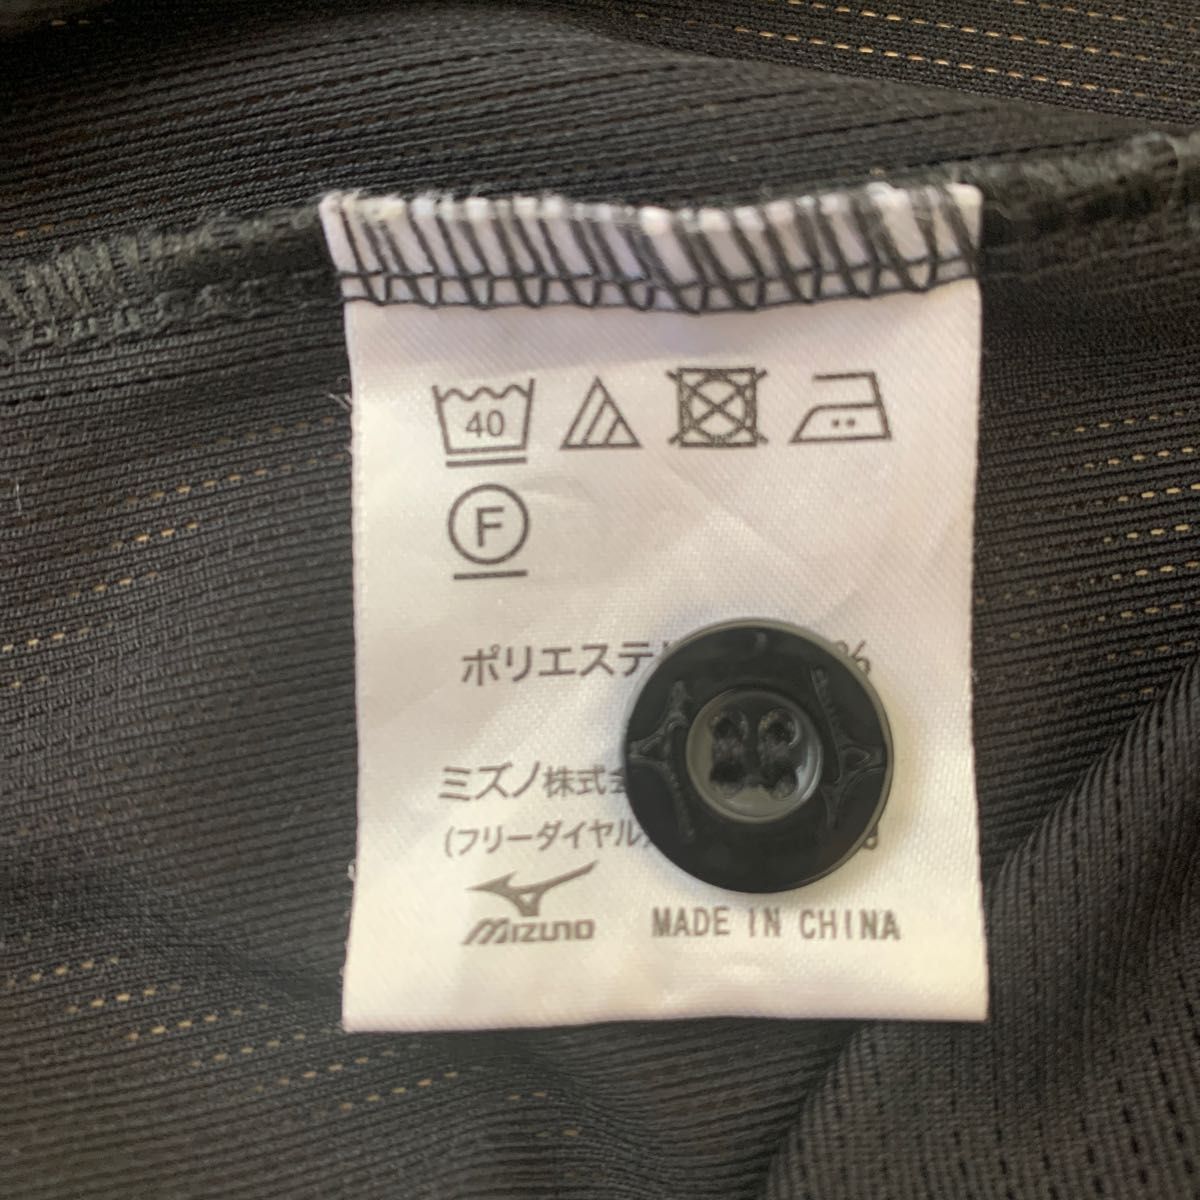 40
F
ポリエステ %
ミズノ株式会
(フリーダイヤル
MIZUNO MADE IN CHINA